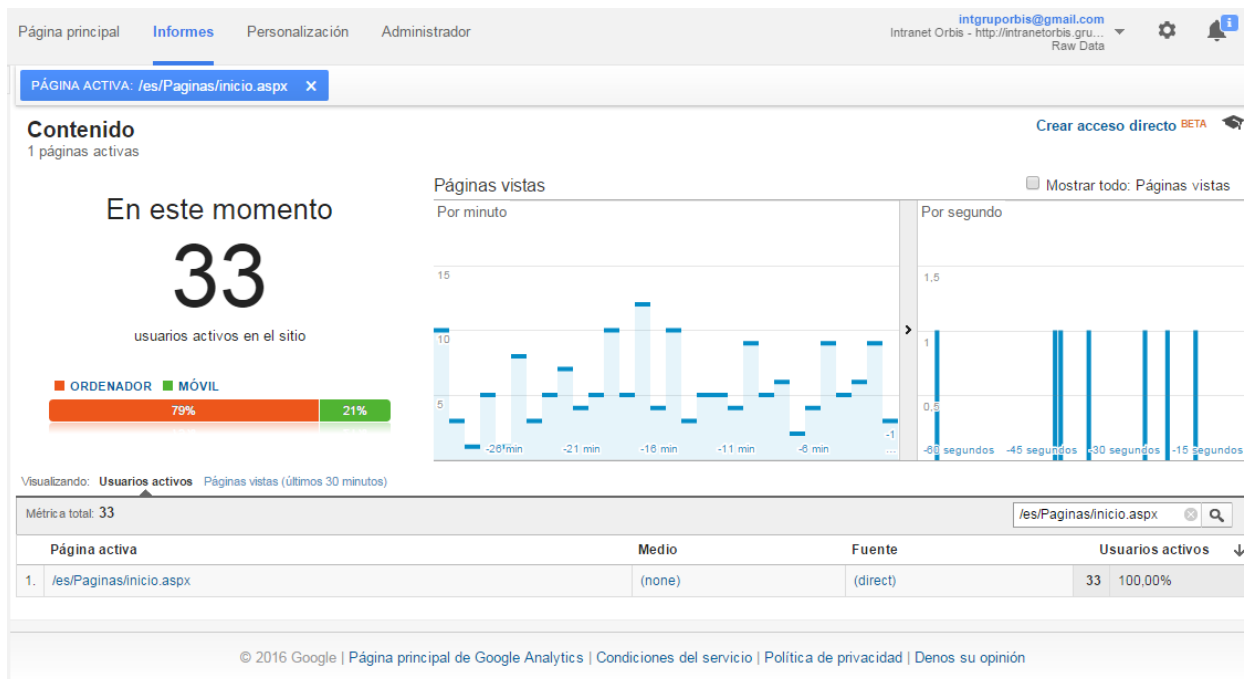 Página principal Informes Personalización Administrador
intgruporbis@gmail.com
Intranet Orbis - http://intranetorbis.gru...
Raw Data
i
PÁGINA ACTIVA: /es/Paginas/inicio.aspx X
Contenido
1 páginas activas
Crear acceso directo BETA
En este momento
33
usuarios activos en el sitio
ORDENADOR MÓVIL
79% 21%
Páginas vistas
Mostrar todo: Páginas vistas
Por minuto
15
10
5
-26 min -21 min -16 min -11 min -6 min -1
...
Por segundo
1,5
1
0,5
-60 segundos -45 segundos -30 segundos -15 segundos
Visualizando: Usuarios activos Páginas vistas (últimos 30 minutos)
Métrica total: 33
/es/Paginas/inicio.aspx
Página activa Medio Fuente Usuarios activos
1. /es/Paginas/inicio.aspx (none) (direct) 33 100,00%
© 2016 Google | Página principal de Google Analytics | Condiciones del servicio | Política de privacidad | Denos su opinión